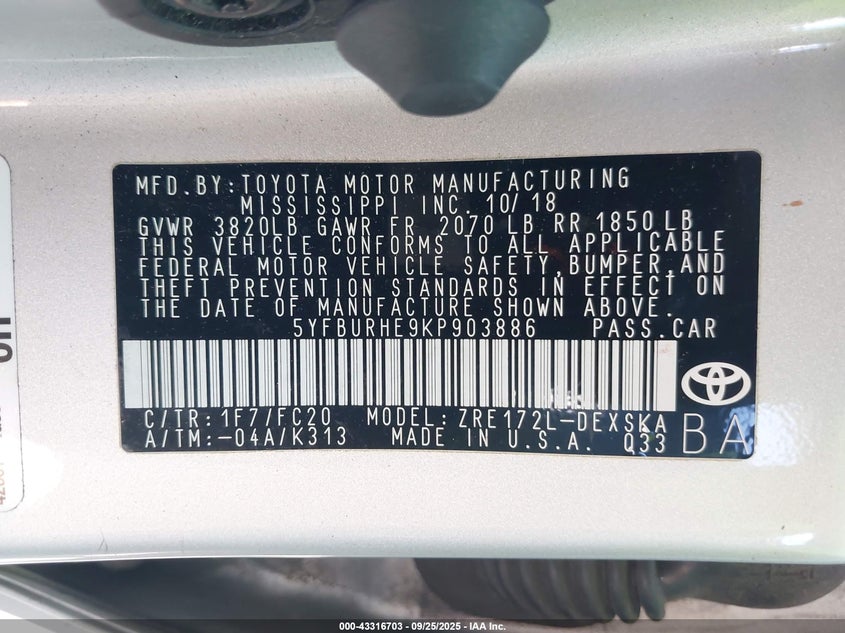 MFD.BY:TOYOTA MOTOR MANUFACTURING
MISSISSIPPI INC. 10/18
GVWR 3820LB GAWR FR 2070 LB RR 1850LB
THIS VEHICLE CONFORMS TO ALL APPLICABLE
FEDERAL MOTOR VEHICLE SAFETY,BUMPER,AND
THEFT PREVENTION STANDARDS IN EFFECT ON
THE DATE OF MANUFACTURE SHOWN ABOVE.
5YFBURHE9KP903886 PASS.CAR
C/TR:1F7/FC20 MODEL:ZRE172L-DEXSKA
A/TM:-04A/K313 MADE IN U.S.A. Q33 BA
000-43316703 - 09/25/2025 - © IAA Holdings, LLC